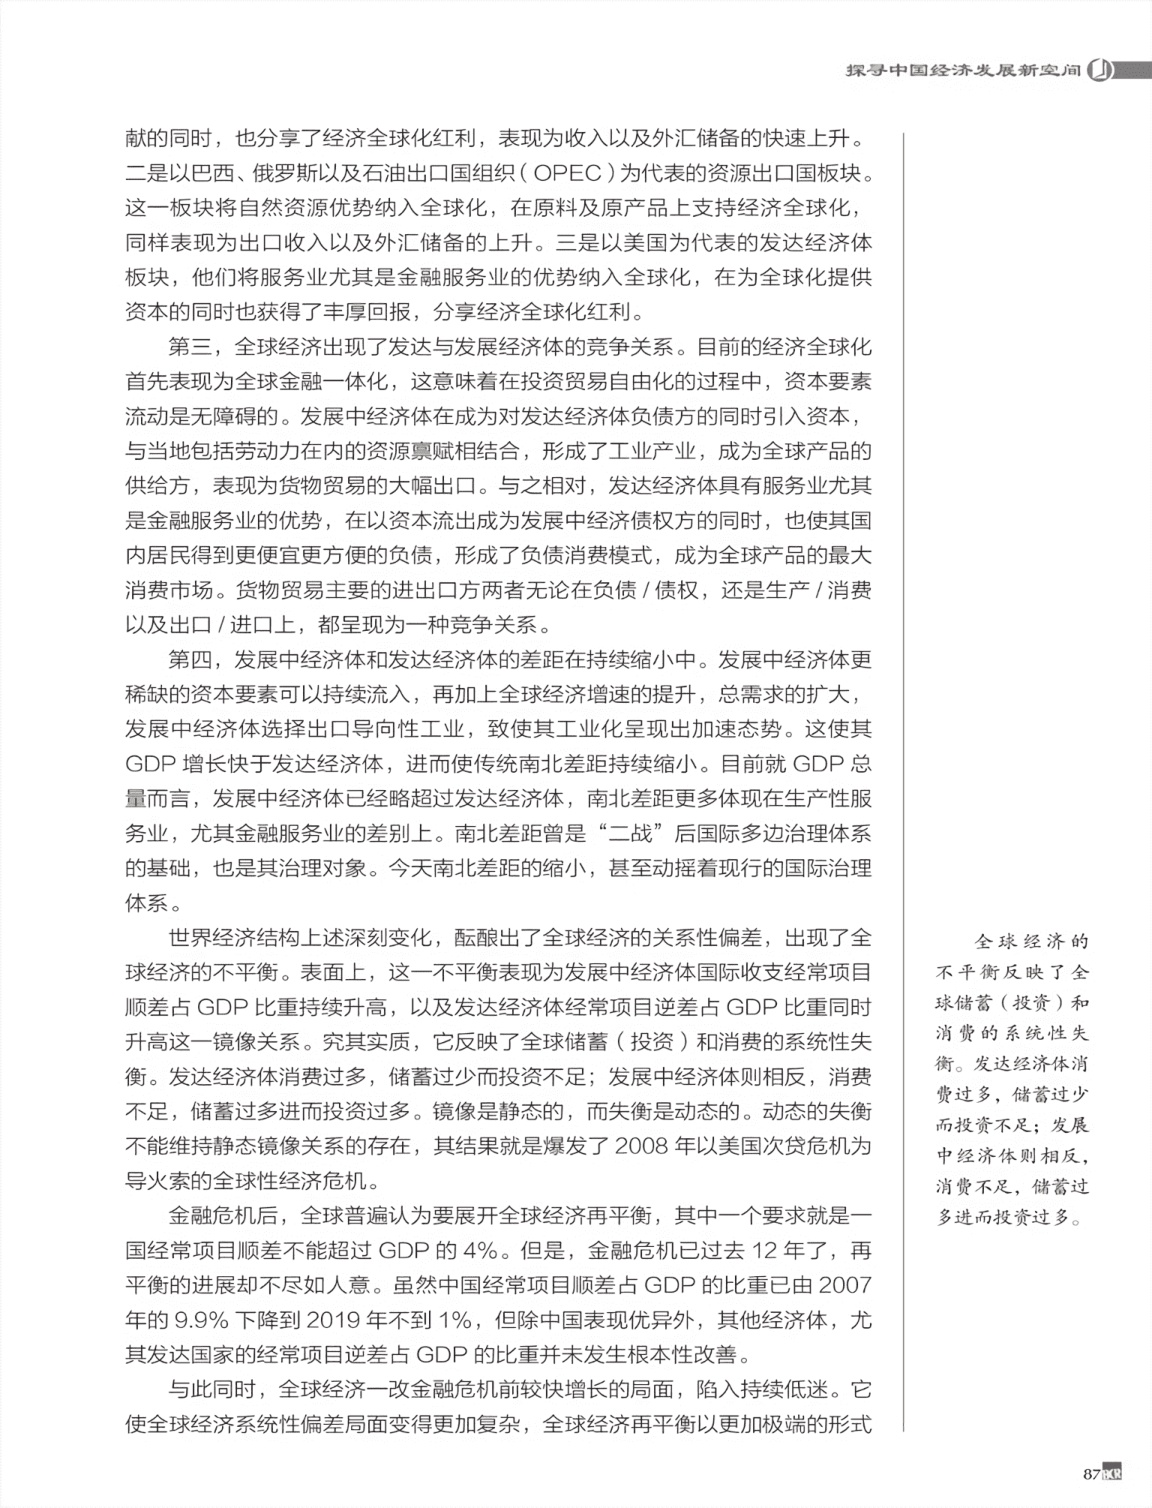 探寻中国经济发展新空间
献的同时，也分享了经济全球化红利，表现为收入以及外汇储备的快速上升。
二是以巴西、俄罗斯以及石油出口国组织（OPEC）为代表的资源出口国板块。
这一板块将自然资源优势纳入全球化，在原料及原产品上支持经济全球化，
同样表现为出口收入以及外汇储备的上升。三是以美国为代表的发达经济体
板块，他们将服务业尤其是金融服务业的优势纳入全球化，在为全球化提供
资本的同时也获得了丰厚回报，分享经济全球化红利。
第三，全球经济出现了发达与发展经济体的竞争关系。目前的经济全球化
首先表现为全球金融一体化，这意味着在投资贸易自由化的过程中，资本要素
流动是无障碍的。发展中经济体在成为对发达经济体负债方的同时引入资本，
与当地包括劳动力在内的资源禀赋相结合，形成了工业产业，成为全球产品的
供给方，表现为货物贸易的大幅出口。与之相对，发达经济体具有服务业尤其
是金融服务业的优势，在以资本流出成为发展中经济债权方的同时，也使其国
内居民得到更便宜更方便的负债，形成了负债消费模式，成为全球产品的最大
消费市场。货物贸易主要的进出口方两者无论在负债 / 债权，还是生产 / 消费
以及出口 / 进口上，都呈现为一种竞争关系。
第四，发展中经济体和发达经济体的差距在持续缩小中。发展中经济体更
稀缺的资本要素可以持续流入，再加上全球经济增速的提升，总需求的扩大，
发展中经济体选择出口导向性工业，致使其工业化呈现出加速态势。这使其
GDP 增长快于发达经济体，进而使传统南北差距持续缩小。目前就 GDP 总
量而言，发展中经济体已经略超过发达经济体，南北差距更多体现在生产性服
务业，尤其金融服务业的差别上。南北差距曾是“二战”后国际多边治理体系
的基础，也是其治理对象。今天南北差距的缩小，甚至动摇着现行的国际治理
体系。
世界经济结构上述深刻变化，酝酿出了全球经济的关系性偏差，出现了全
球经济的不平衡。表面上，这一不平衡表现为发展中经济体国际收支经常项目
顺差占 GDP 比重持续升高，以及发达经济体经常项目逆差占 GDP 比重同时
升高这一镜像关系。究其实质，它反映了全球储蓄（投资）和消费的系统性失
衡。发达经济体消费过多，储蓄过少而投资不足；发展中经济体则相反，消费
不足，储蓄过多进而投资过多。镜像是静态的，而失衡是动态的。动态的失衡
不能维持静态镜像关系的存在，其结果就是爆发了 2008 年以美国次贷危机为
导火索的全球性经济危机。
金融危机后，全球普遍认为要展开全球经济再平衡，其中一个要求就是一
国经常项目顺差不能超过 GDP 的 4%。但是，金融危机已过去 12 年了，再
平衡的进展却不尽如人意。虽然中国经常项目顺差占 GDP 的比重已由 2007
年的 9.9% 下降到 2019 年不到 1%，但除中国表现优异外，其他经济体，尤
其发达国家的经常项目逆差占 GDP 的比重并未发生根本性改善。
与此同时，全球经济一改金融危机前较快增长的局面，陷入持续低迷。它
使全球经济系统性偏差局面变得更加复杂，全球经济再平衡以更加极端的形式
全球经济的
不平衡反映了全
球储蓄（投资）和
消费的系统性失
衡。发达经济体消
费过多，储蓄过少
而投资不足；发展
中经济体则相反，
消费不足，储蓄过
多进而投资过多。
87